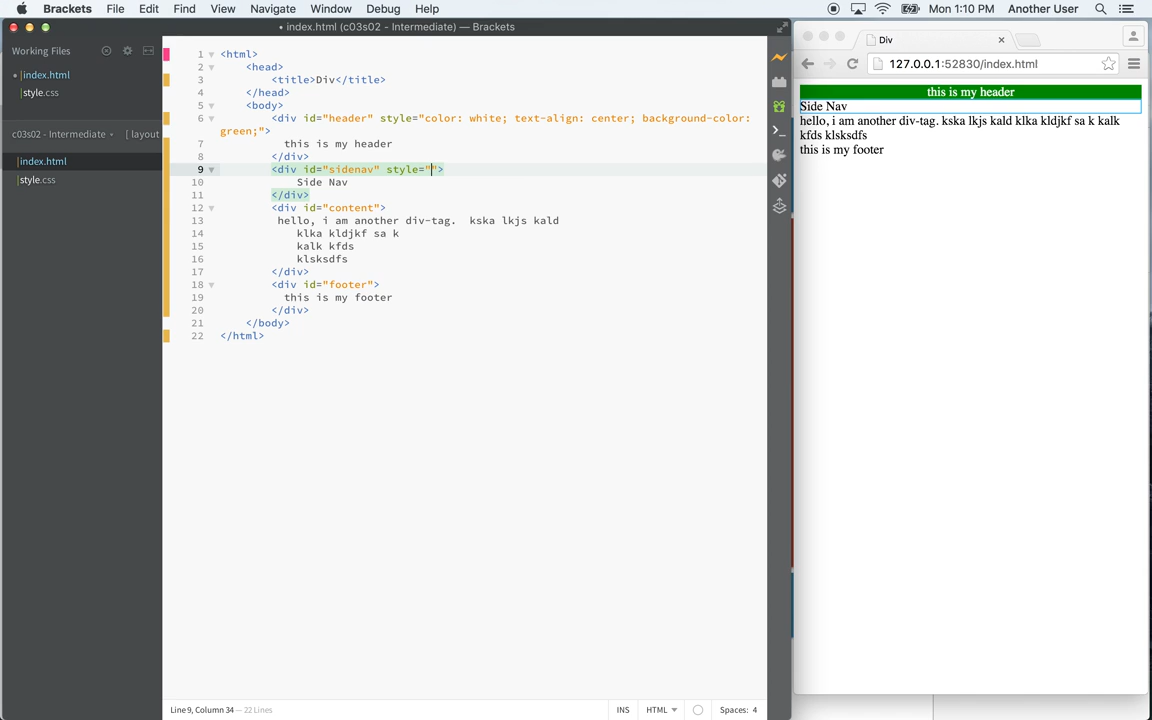 Brackets File Edit Find View Navigate Window Debug Help Mon 1:10 PM Another User
• index.html (c03s02 - Intermediate) — Brackets
Working Files
index.html
style.css
c03s02 - Intermediate [ layout
index.html
style.css
1 <html>
2 <head>
3 <title>Div</title>
4 </head>
5 <body>
6 <div id="header" style="color: white; text-align: center; background-color:
green;">
7 this is my header
8 </div>
9 <div id="sidenav" style="">
10 Side Nav
11 </div>
12 <div id="content">
13 hello, i am another div-tag. kska lkjs kald
14 klka kldjkf sa k
15 kalk kfds
16 klsksdfs
17 </div>
18 <div id="footer">
19 this is my footer
20 </div>
21 </body>
22 </html>
Line 9, Column 34 — 22 Lines INS HTML Spaces: 4
Div
127.0.0.1:52830/index.html
this is my header
Side Nav
hello, i am another div-tag. kska lkjs kald klka kldjkf sa k kalk
kfds klsksdfs
this is my footer